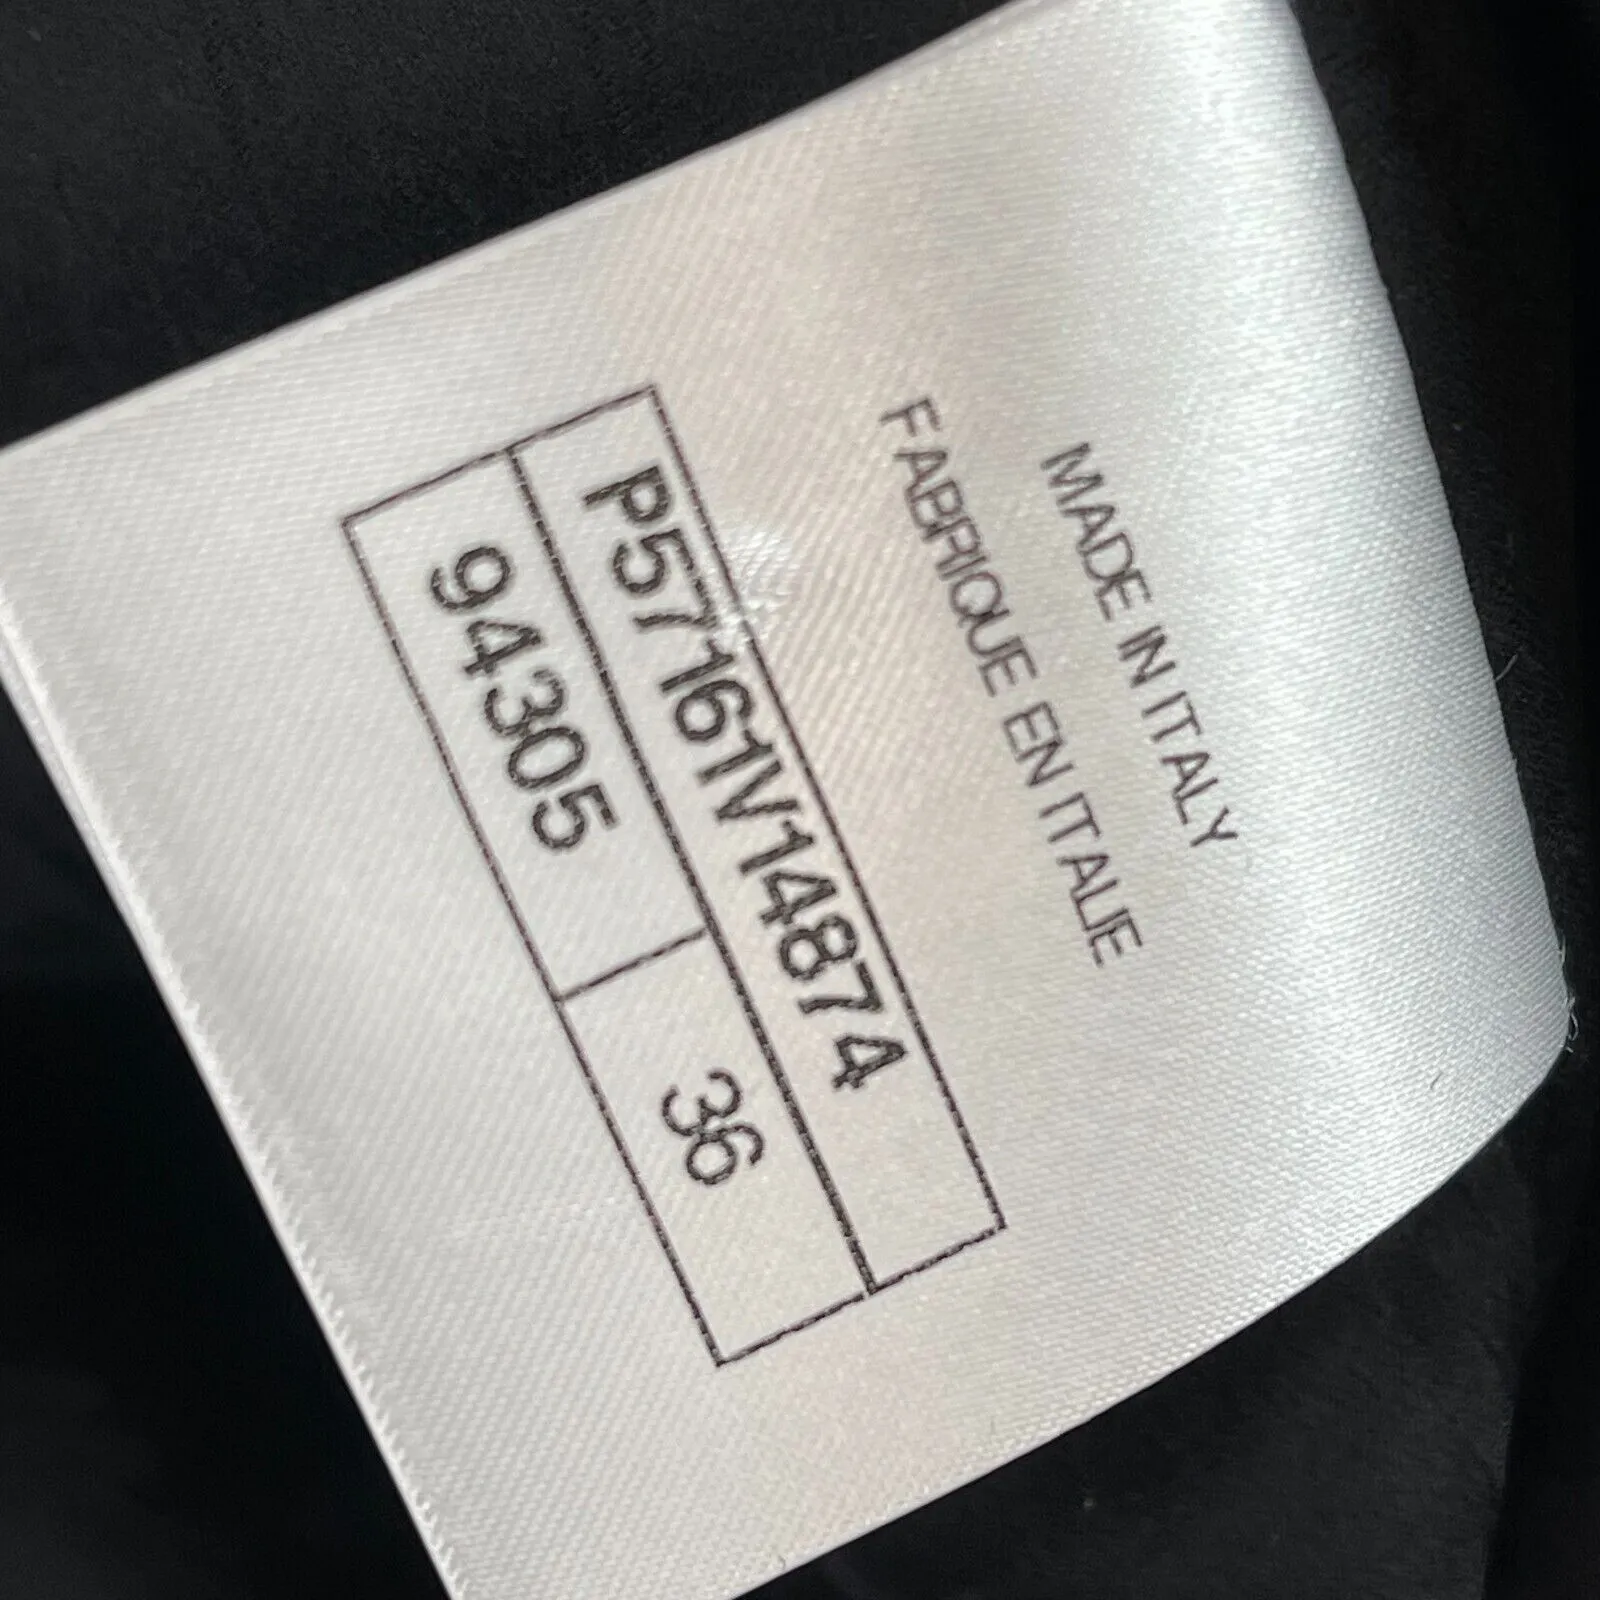 MADE IN ITALY
FABRIQUE EN ITALIE
P57161V14874
94305 36